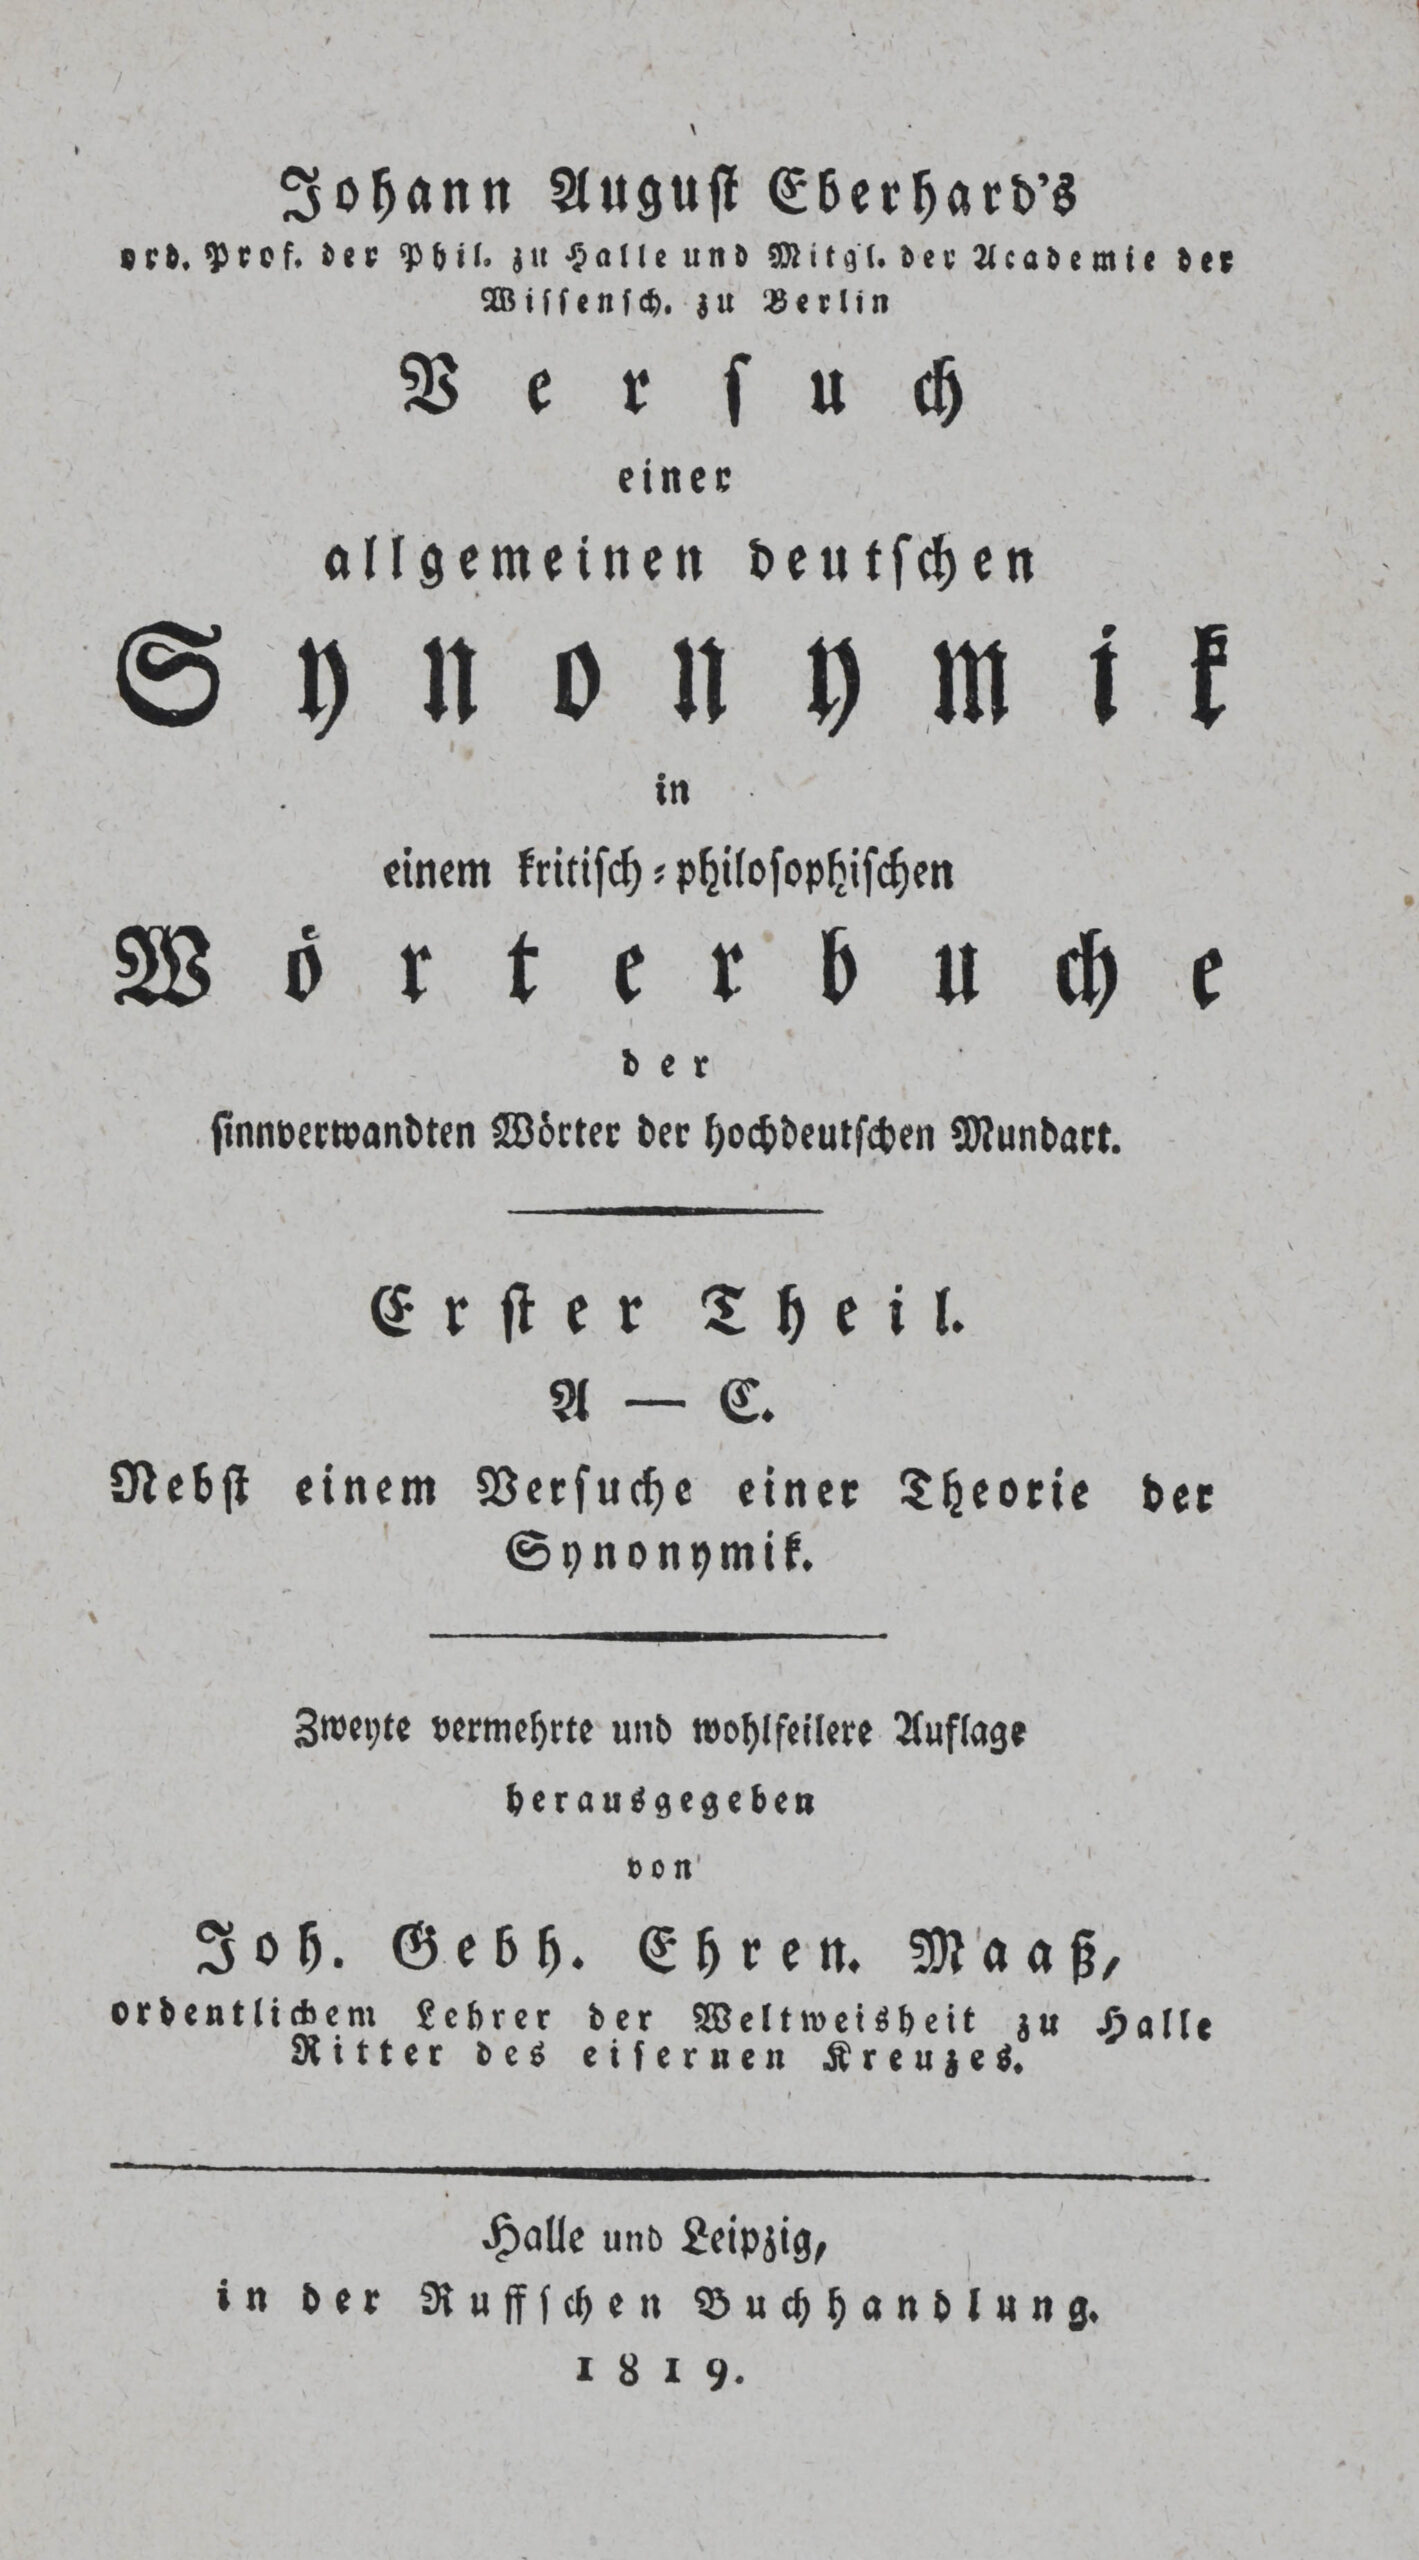 Johann August Eberhard's
ord. Prof. der Phil. zu Halle und Mitgl. der Academie der
Wissensch. zu Berlin
Versuch
einer
allgemeinen deutschen
Synonymik
in
einem kritisch-philosophischen
Wörterbuche
der
sinnverwandten Wörter der hochdeutschen Mundart.
Erster Theil.
A — C.
Nebst einem Versuche einer Theorie der
Synonymik.
Zweyte vermehrte und wohlfeilere Auflage
herausgegeben
von
Joh. Gebh. Ehren. Maaß,
ordentlichem Lehrer der Weltweisheit zu Halle
Ritter des eisernen Kreuzes.
Halle und Leipzig,
in der Ruffschen Buchhandlung.
1819.